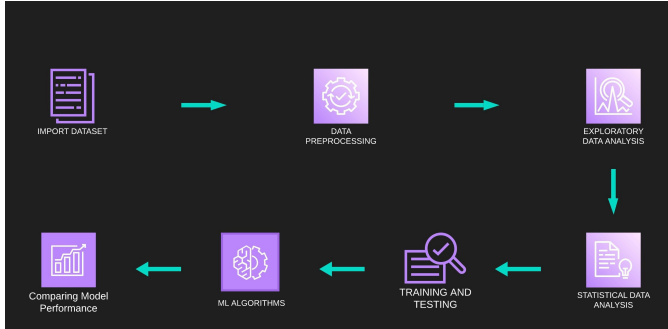 IMPORT DATASET
DATA
PREPROCESSING
EXPLORATORY
DATA ANALYSIS
STATISTICAL DATA
ANALYSIS
TRAINING AND
TESTING
ML ALGORITHMS
Comparing Model
Performance